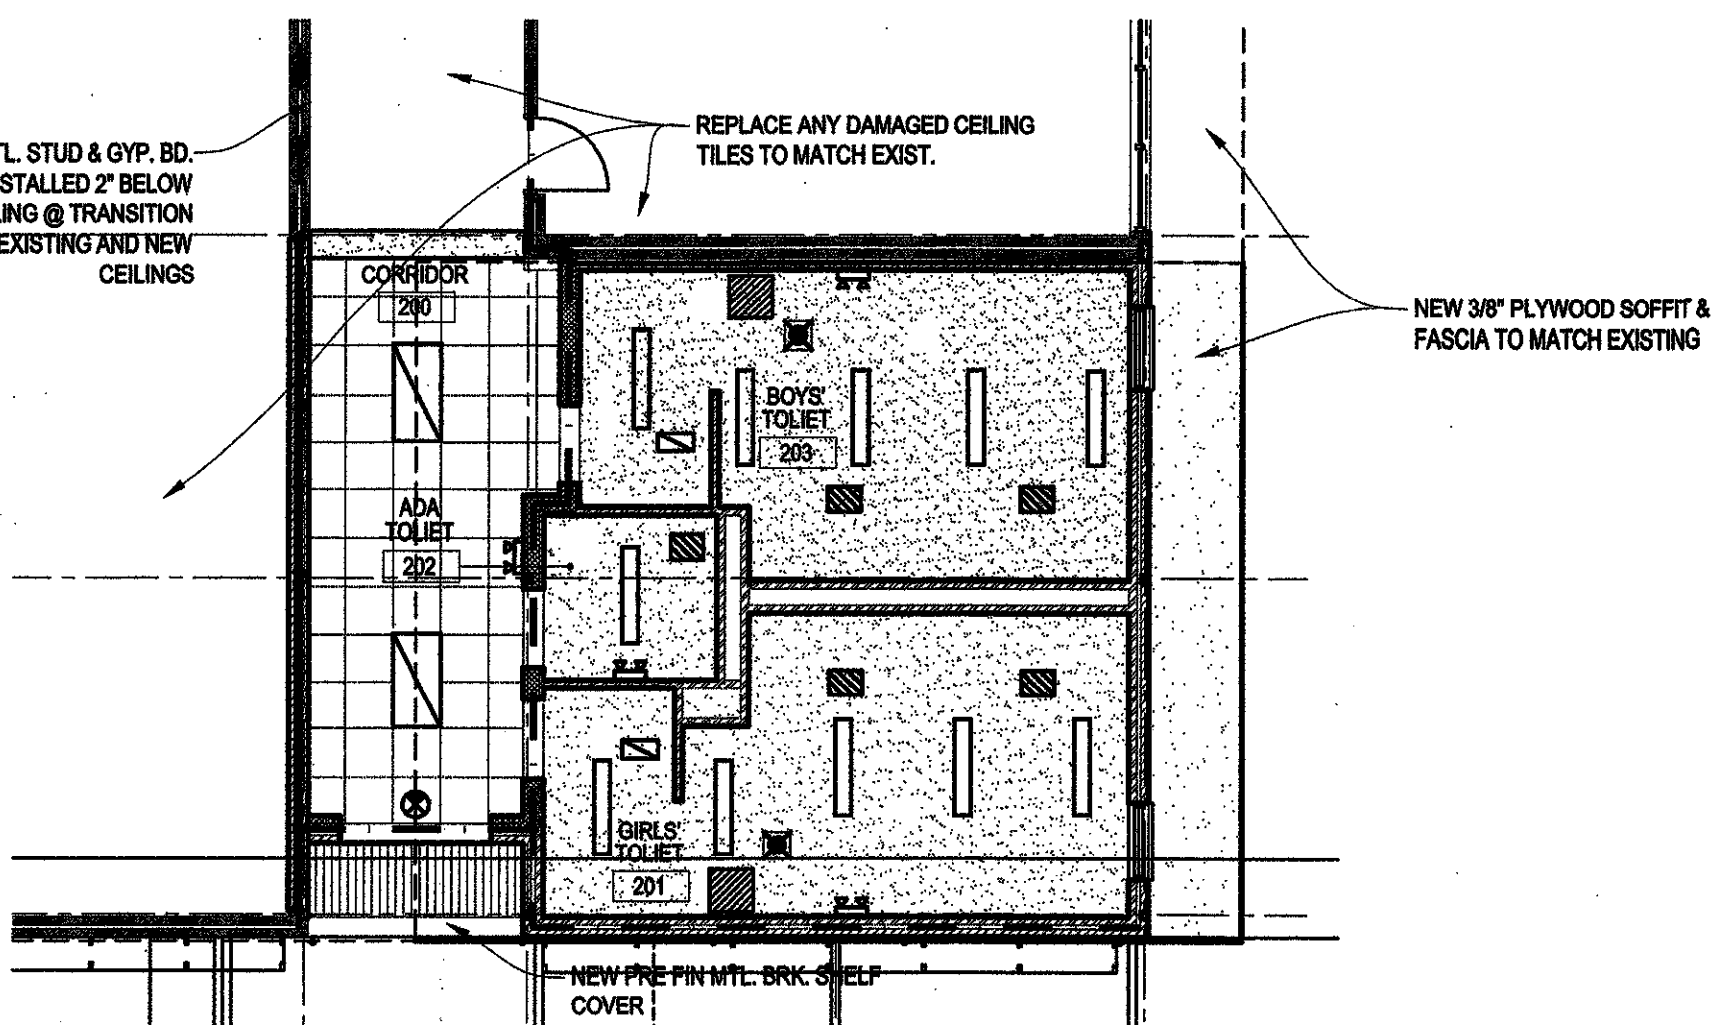 TL. STUD & GYP. BD.
STALLED 2" BELOW
ING @ TRANSITION
EXISTING AND NEW
CEILINGS
REPLACE ANY DAMAGED CEILING
TILES TO MATCH EXIST.
NEW 3/8" PLYWOOD SOFFIT &
FASCIA TO MATCH EXISTING
CORRIDOR
200
BOYS'
TOLIET
203
ADA
TOLIET
202
GIRLS'
TOLIET
201
NEW PRE FIN MTL. BRK. SHELF
COVER